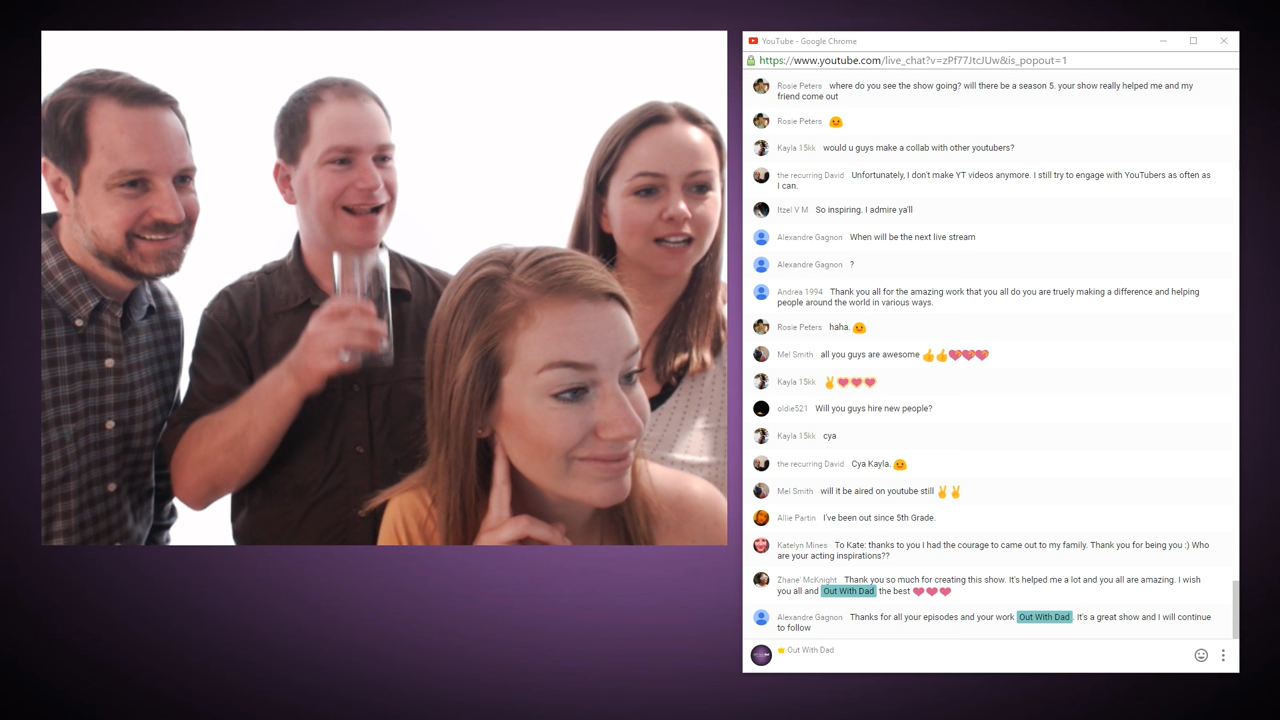 YouTube - Google Chrome
https://www.youtube.com/live_chat?v=zPf77JtcJUw&is_popout=1
Rosie Peters where do you see the show going? will there be a season 5. your show really helped me and my
friend come out
Rosie Peters
Kayla 15kk would u guys make a collab with other youtubers?
the recurring David Unfortunately, I don't make YT videos anymore. I still try to engage with YouTubers as often as
I can.
Itzel V M So inspiring. I admire ya'll
Alexandre Gagnon When will be the next live stream
Alexandre Gagnon ?
Andrea 1994 Thank you all for the amazing work that you all do you are truely making a difference and helping
people around the world in various ways.
Rosie Peters haha.
Mel Smith all you guys are awesome
Kayla 15kk
oldie521 Will you guys hire new people?
Kayla 15kk cya
the recurring David Cya Kayla.
Mel Smith will it be aired on youtube still
Allie Partin I've been out since 5th Grade.
Katelyn Mines To Kate: thanks to you I had the courage to came out to my family. Thank you for being you :) Who
are your acting inspirations??
Zhane' McKnight Thank you so much for creating this show. It's helped me a lot and you all are amazing. I wish
you all and Out With Dad the best
Alexandre Gagnon Thanks for all your episodes and your work Out With Dad. It's a great show and I will continue
to follow
Out With Dad